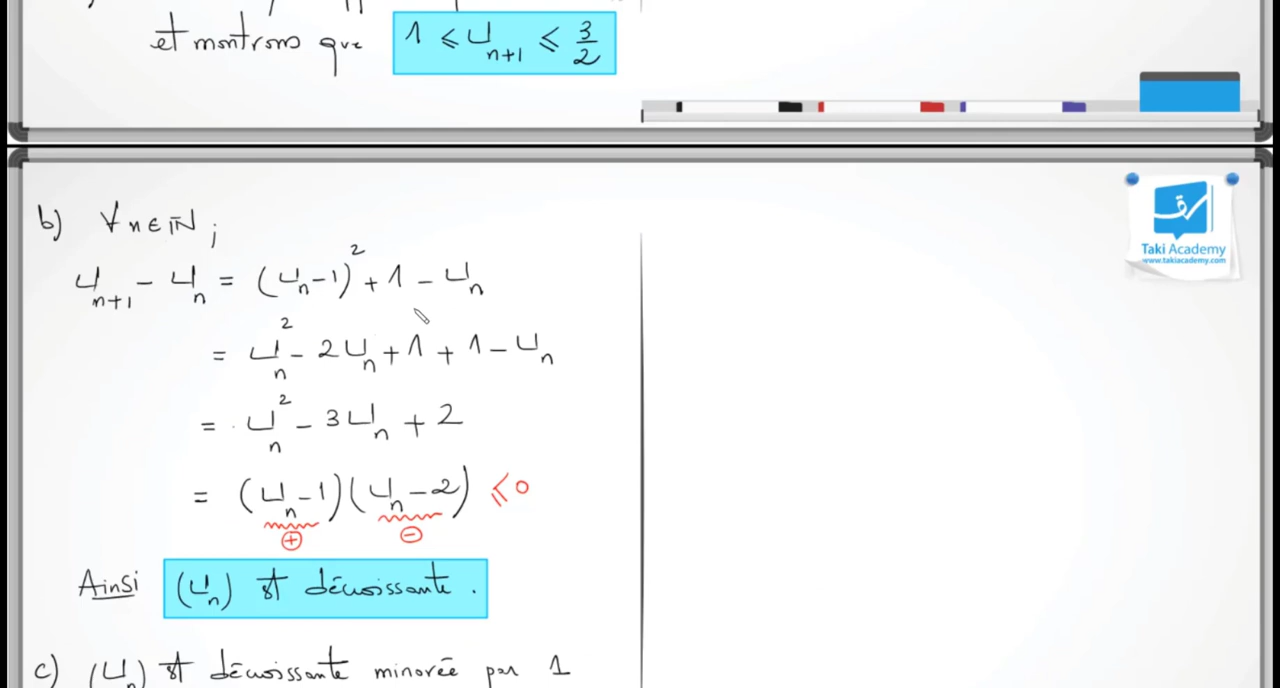 et montrons que 1 ≤ U_{n+1} ≤ 3/2
Taki Academy
www.takiacademy.com
b) ∀ n ∈ IN ;
U_{n+1} - U_n = (U_n - 1)² + 1 - U_n
= U_n² - 2U_n + 1 + 1 - U_n
= U_n² - 3U_n + 2
= (U_n - 1)(U_n - 2) ≤ 0
⊕ ⊖
Ainsi (U_n) est décroissante .
c) (U_n) est décroissante minorée par 1